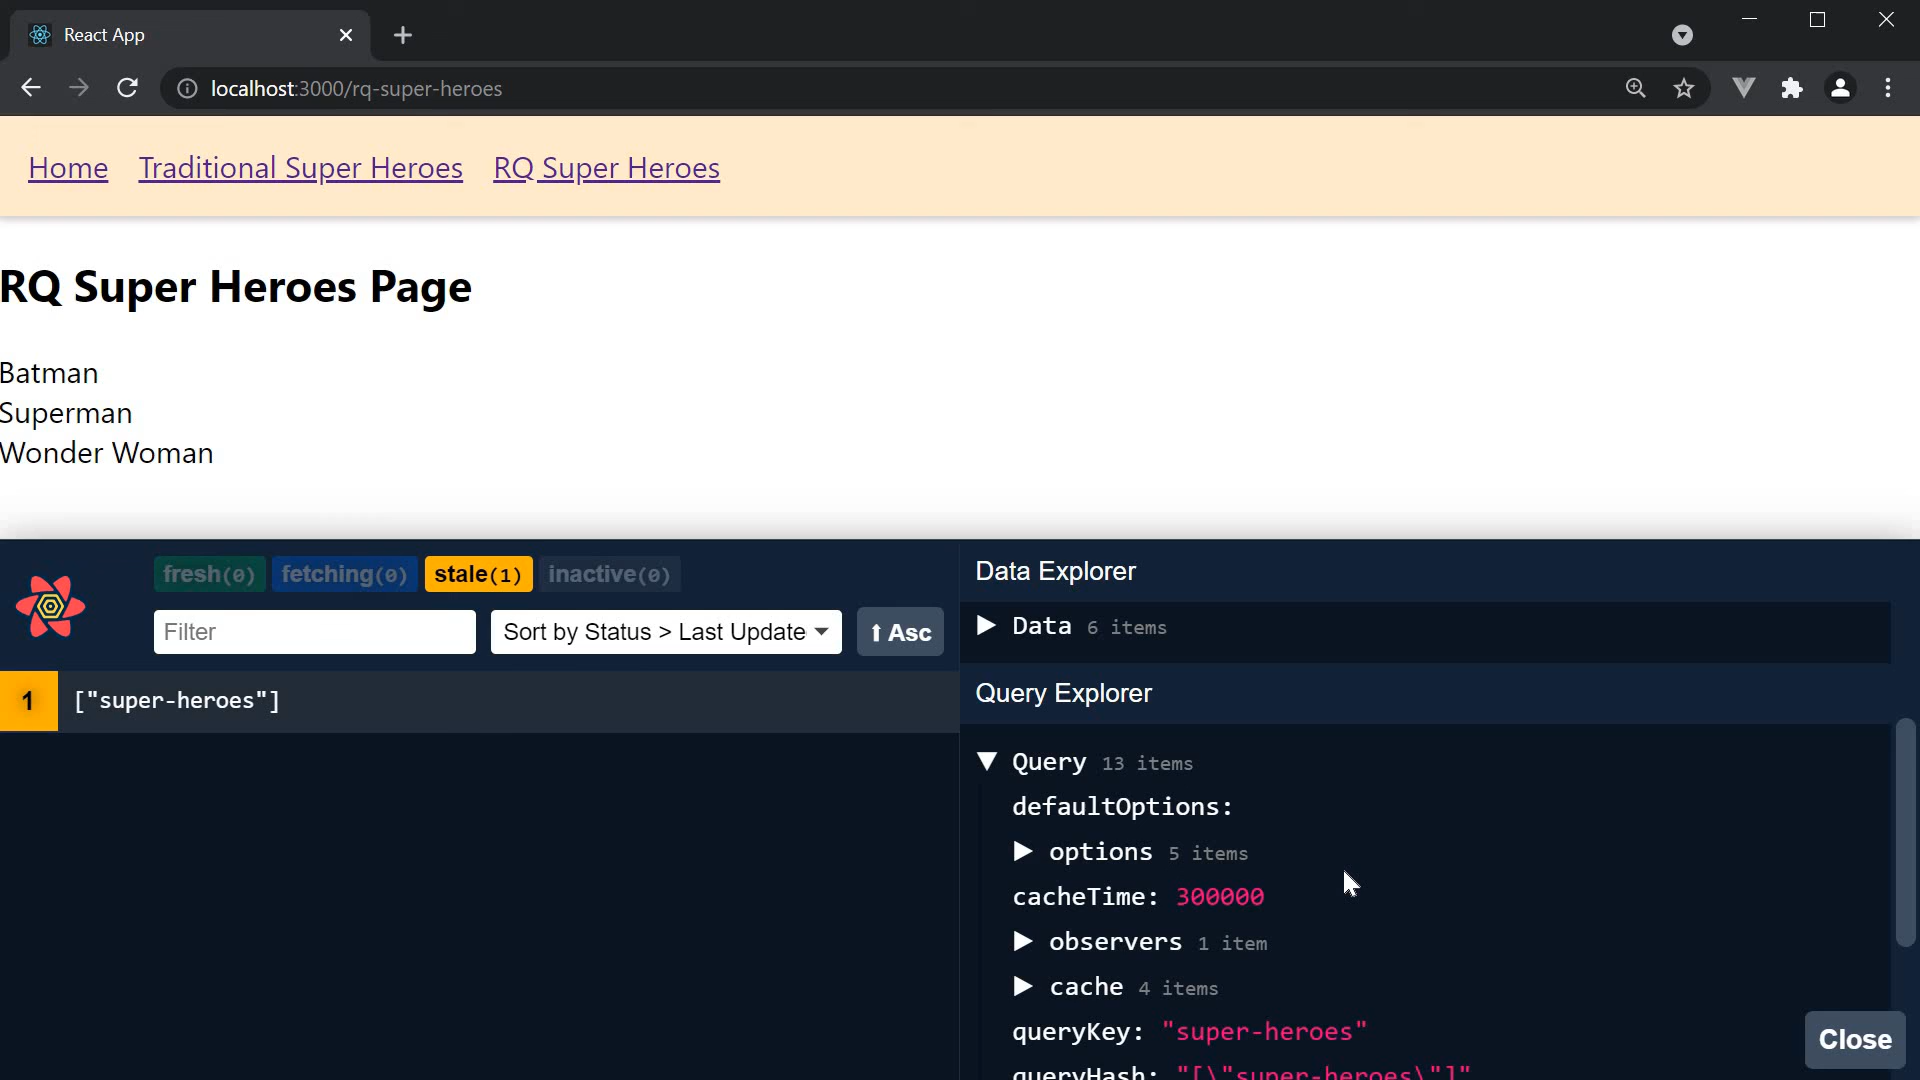 React App
localhost:3000/rq-super-heroes
Home Traditional Super Heroes RQ Super Heroes
RQ Super Heroes Page
Batman
Superman
Wonder Woman
fresh(0) fetching(0) stale(1) inactive(0)
Filter Sort by Status > Last Update Asc
1 ["super-heroes"]
Data Explorer
Data 6 items
Query Explorer
Query 13 items
defaultOptions:
options 5 items
cacheTime: 300000
observers 1 item
cache 4 items
queryKey: "super-heroes"
queryHash: "[\"super-heroes\"]"
Close